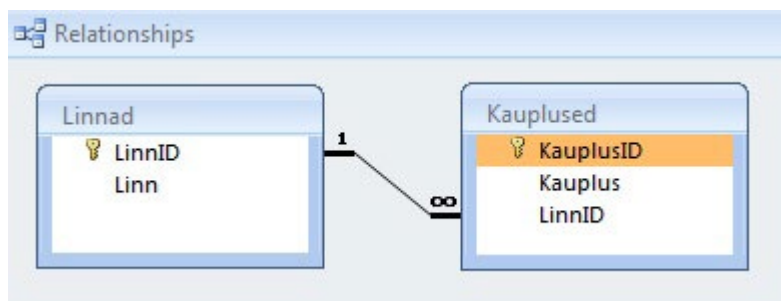 Relationships
Linnad
LinnID
Linn
1
∞
Kauplused
KauplusID
Kauplus
LinnID